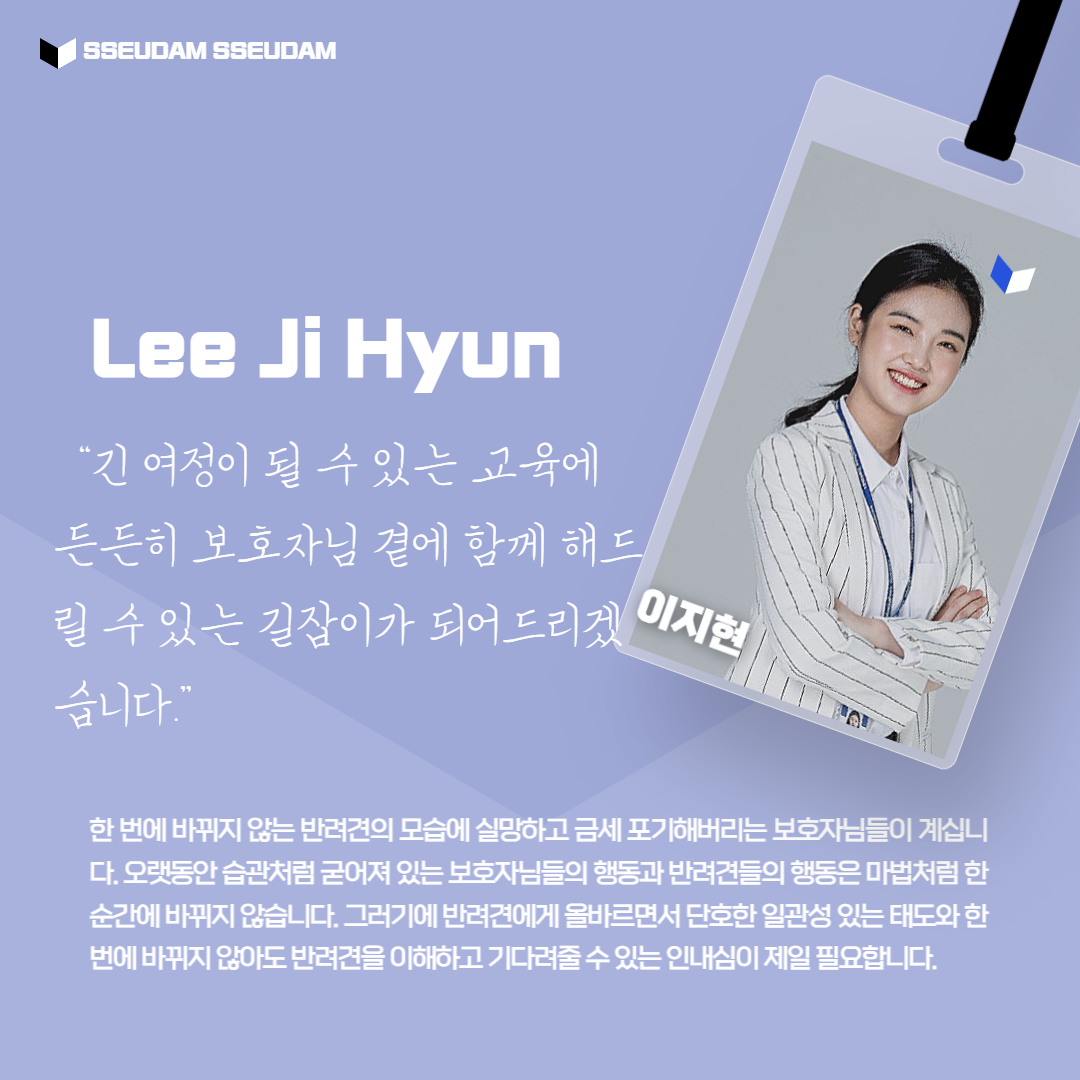 SSEUDAM SSEUDAM
Lee Ji Hyun
“긴 여정이 될 수 있는 교육에
든든히 보호자님 곁에 함께 해드
릴 수 있는 길잡이가 되어드리겠
습니다.”
이지현
한 번에 바뀌지 않는 반려견의 모습에 실망하고 금세 포기해버리는 보호자님들이 계십니
다. 오랫동안 습관처럼 굳어져 있는 보호자님들의 행동과 반려견들의 행동은 마법처럼 한
순간에 바뀌지 않습니다. 그러기에 반려견에게 올바르면서 단호한 일관성 있는 태도와 한
번에 바뀌지 않아도 반려견을 이해하고 기다려줄 수 있는 인내심이 제일 필요합니다.